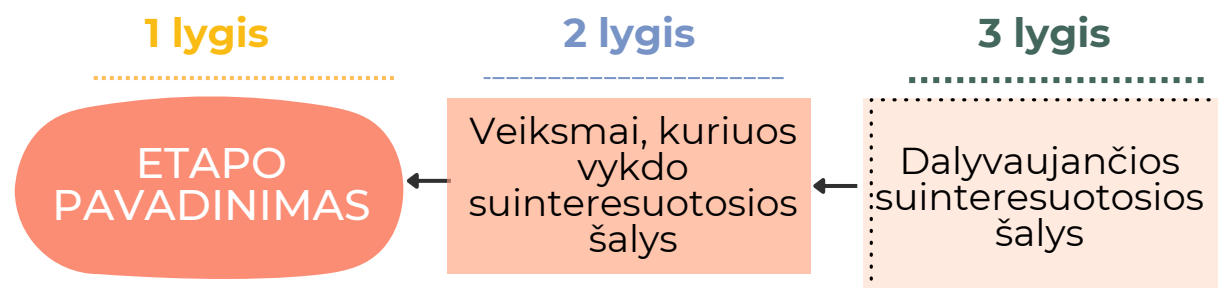 1 lygis
2 lygis
3 lygis
ETAPO
PAVADINIMAS
Veiksmai, kuriuos
vykdo
suinteresuotosios
šalys
Dalyvaujančios
suinteresuotosios
šalys